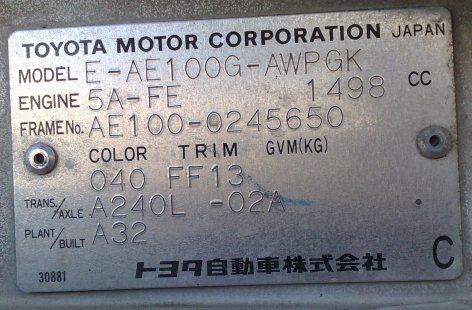 TOYOTA MOTOR CORPORATION JAPAN
MODEL E-AE100G-AWPGK
ENGINE 5A-FE 1498 CC
FRAME No. AE100-0245650
COLOR TRIM GVM(KG)
040 FF13
TRANS./AXLE A240L -02A
PLANT/BUILT A32
30881 トヨタ自動車株式会社 C